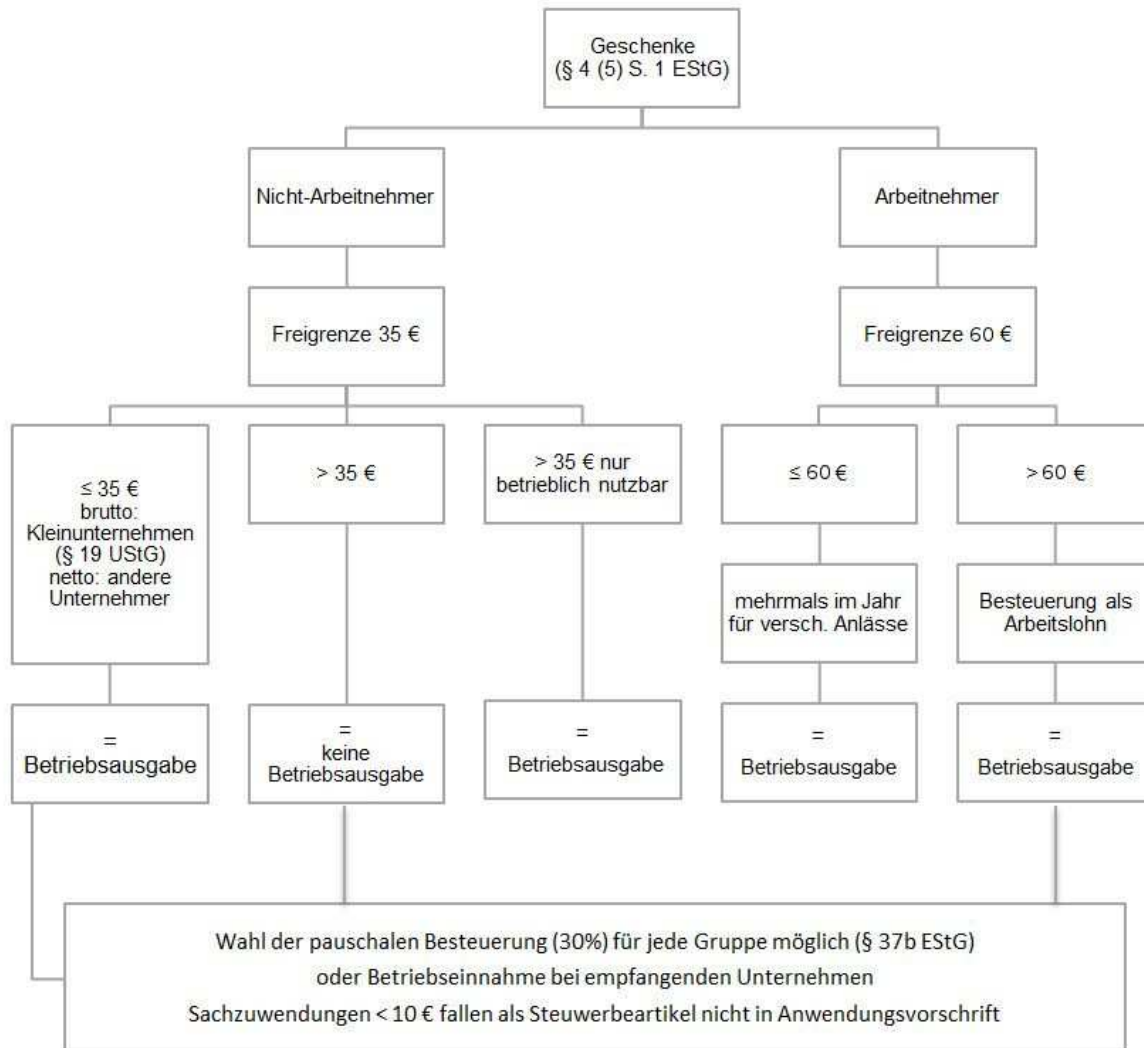 Geschenke
(§ 4 (5) S. 1 EStG)
Nicht-Arbeitnehmer
Arbeitnehmer
Freigrenze 35 €
Freigrenze 60 €
≤ 35 €
brutto:
Kleinunternehmen
(§ 19 UStG)
netto: andere
Unternehmer
> 35 €
> 35 € nur
betrieblich nutzbar
≤ 60 €
> 60 €
mehrmals im Jahr
für versch. Anlässe
Besteuerung als
Arbeitslohn
=
Betriebsausgabe
=
keine
Betriebsausgabe
=
Betriebsausgabe
=
Betriebsausgabe
=
Betriebsausgabe
Wahl der pauschalen Besteuerung (30%) für jede Gruppe möglich (§ 37b EStG)
oder Betriebseinnahme bei empfangenden Unternehmen
Sachzuwendungen < 10 € fallen als Steuwerbeartikel nicht in Anwendungsvorschrift